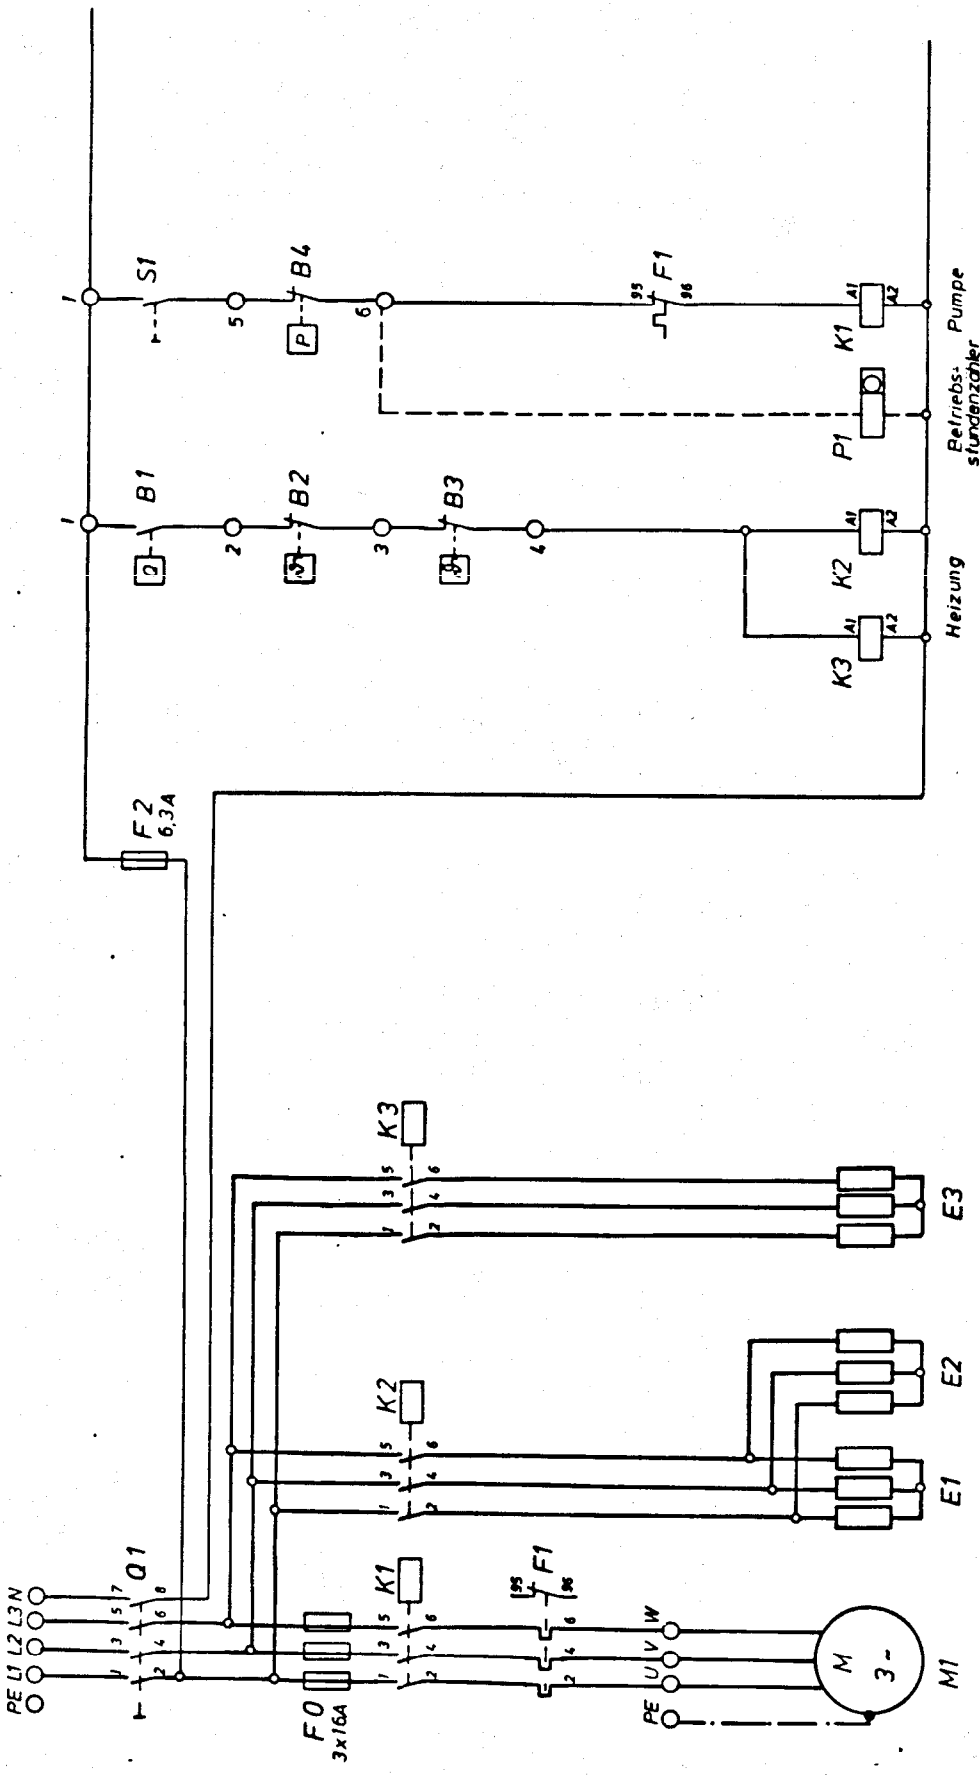 PE L1 L2 L3 N
Q1
1 3 5 7
2 4 6 8
F0
3x16A
K1
1 3 5
2 4 6
F1
95
96
2 4 6
PE U V W
M
3~
M1
K2
1 3 5
2 4 6
E1
E2
K3
1 3 5
2 4 6
E3
F2
6,3A
1
B1
2
B2
ϑ
3
B3
ϑ
4
K3
A1
A2
K2
A1
A2
Heizung
1
S1
5
B4
P
6
P1
Betriebs-
stundenzähler
F1
95
96
K1
A1
A2
Pumpe